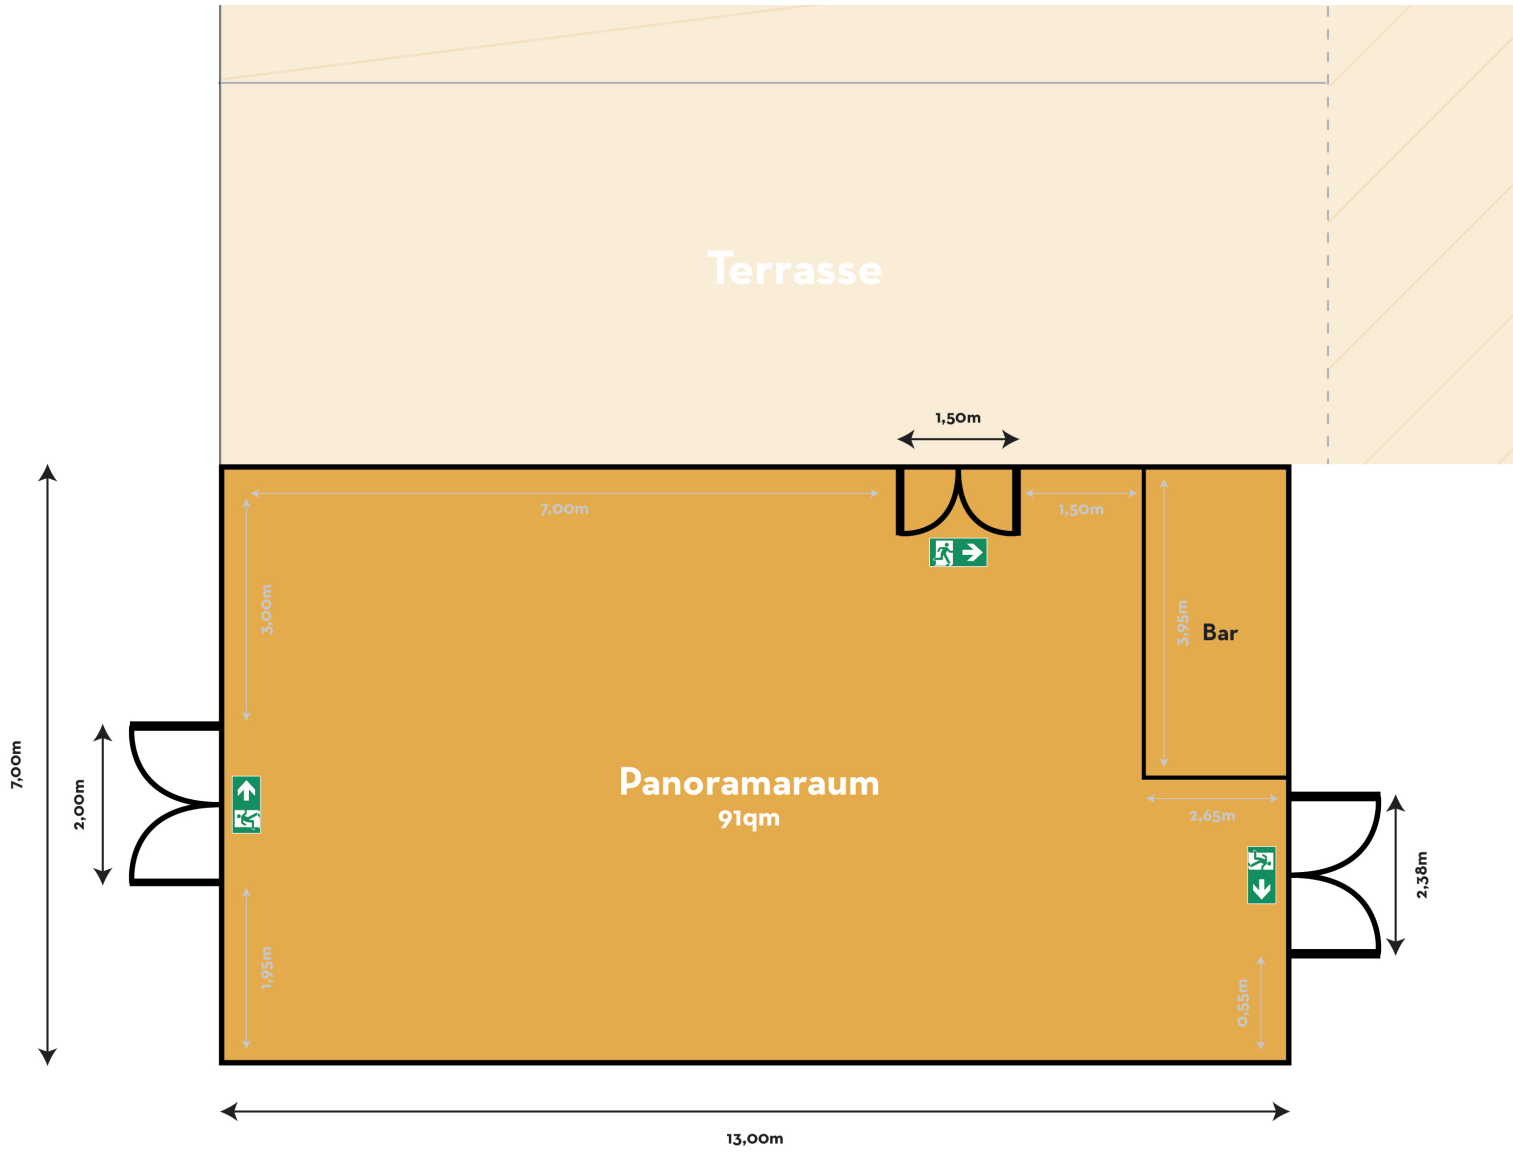 Terrasse
1,50m
7,00m
1,50m
3,00m
3,95m
Bar
7,00m
2,00m
Panoramaraum
91qm
2,65m
2,38m
1,95m
0,55m
13,00m